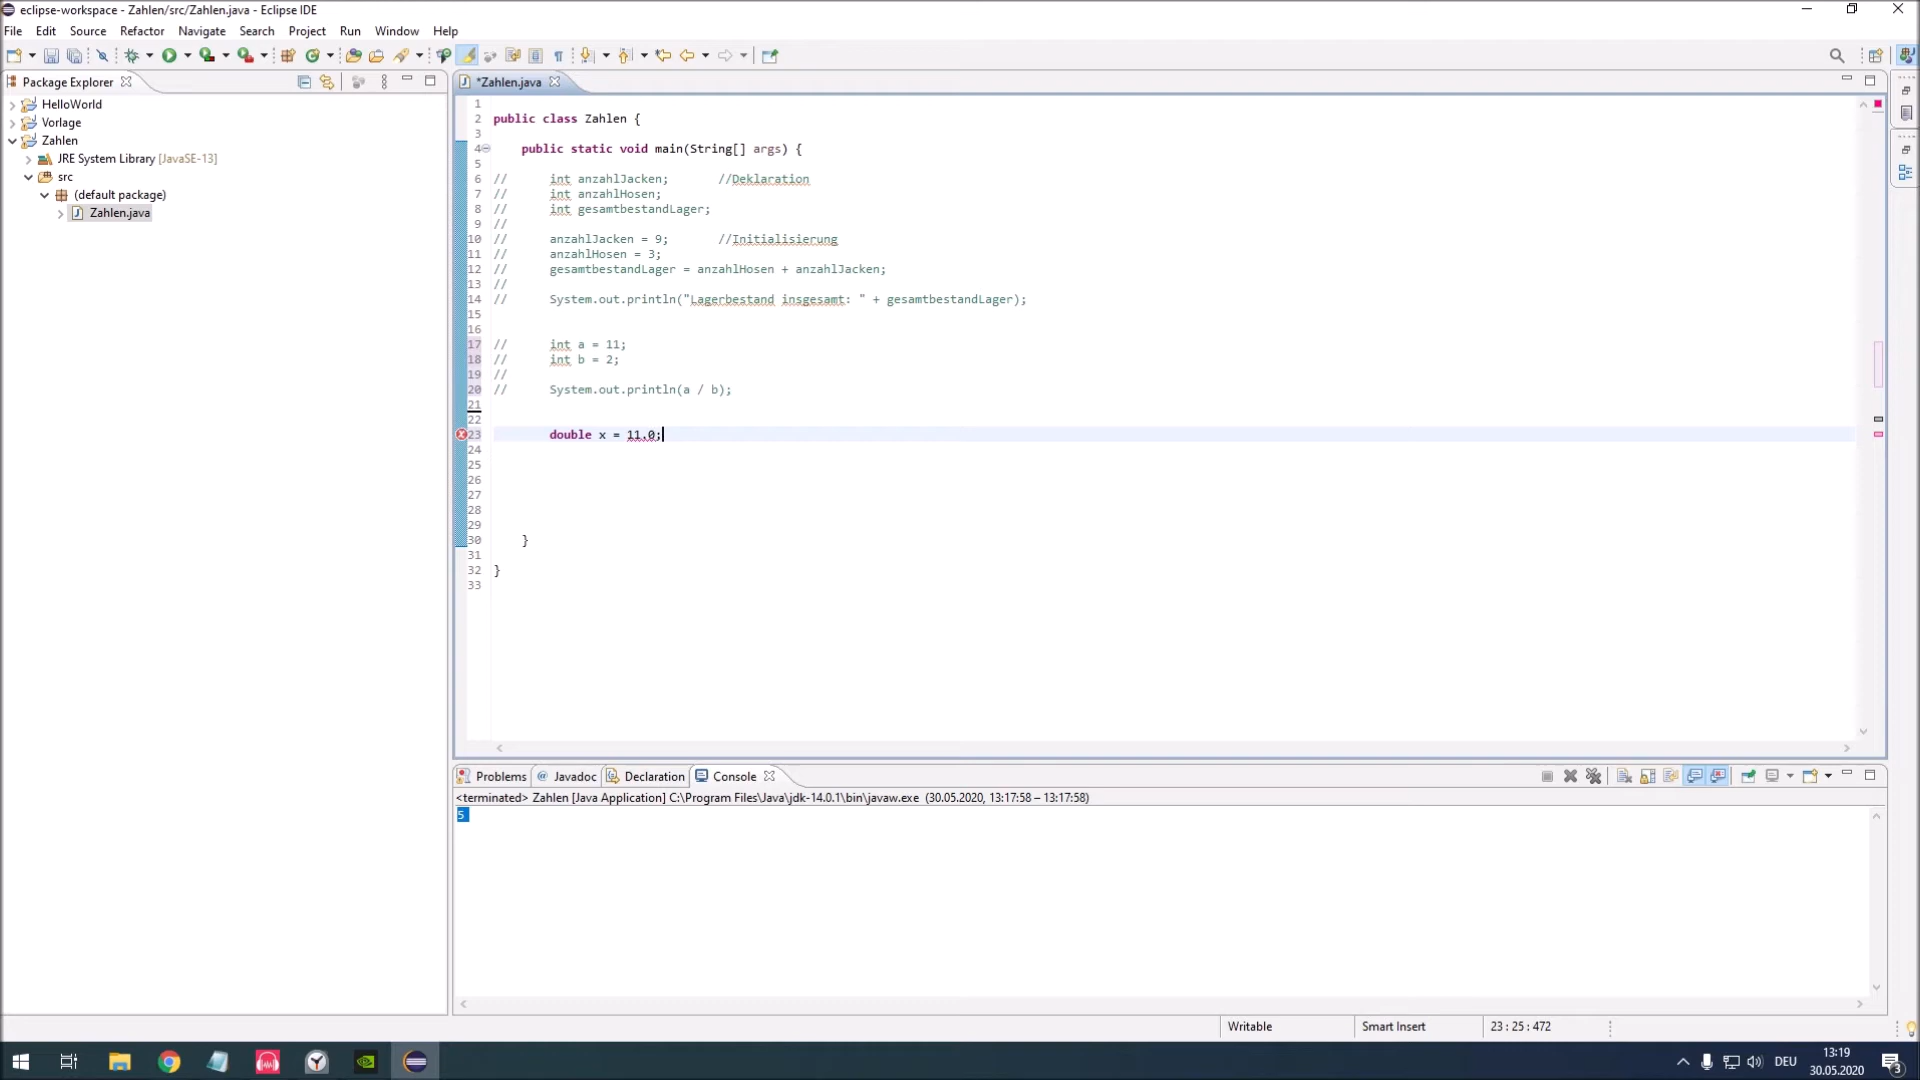 eclipse-workspace - Zahlen/src/Zahlen.java - Eclipse IDE
File Edit Source Refactor Navigate Search Project Run Window Help
Package Explorer
HelloWorld
Vorlage
Zahlen
JRE System Library [JavaSE-13]
src
(default package)
Zahlen.java
*Zahlen.java
1
2 public class Zahlen {
3
4 public static void main(String[] args) {
5
6 // int anzahlJacken; //Deklaration
7 // int anzahlHosen;
8 // int gesamtbestandLager;
9 //
10 // anzahlJacken = 9; //Initialisierung
11 // anzahlHosen = 3;
12 // gesamtbestandLager = anzahlHosen + anzahlJacken;
13 //
14 // System.out.println("Lagerbestand insgesamt: " + gesamtbestandLager);
15
16
17 // int a = 11;
18 // int b = 2;
19 //
20 // System.out.println(a / b);
21
22
23 double x = 11.0;
24
25
26
27
28
29
30 }
31
32 }
33
Problems @ Javadoc Declaration Console
<terminated> Zahlen [Java Application] C:\Program Files\Java\jdk-14.0.1\bin\javaw.exe (30.05.2020, 13:17:58 – 13:17:58)
5
Writable Smart Insert 23 : 25 : 472
DEU 13:19
30.05.2020 3